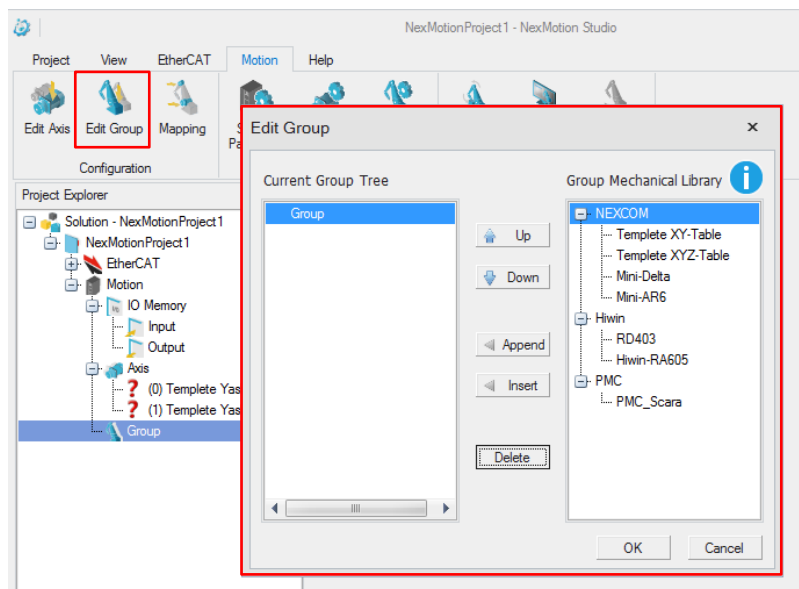 NexMotionProject1 - NexMotion Studio
Project View EtherCAT Motion Help
Edit Axis Edit Group Mapping
Configuration
Project Explorer
Solution - NexMotionProject1
NexMotionProject1
EtherCAT
Motion
IO Memory
Input
Output
Axis
(0) Templete Yas
(1) Templete Yas
Group
Edit Group
Current Group Tree
Group
Up
Down
Append
Insert
Delete
Group Mechanical Library
NEXCOM
Templete XY-Table
Templete XYZ-Table
Mini-Delta
Mini-AR6
Hiwin
RD403
Hiwin-RA605
PMC
PMC_Scara
OK Cancel